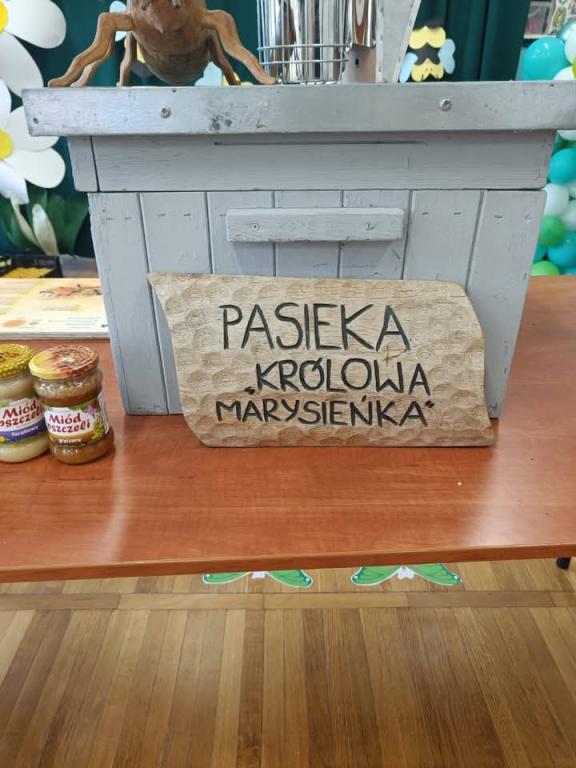 PASIEKA
„KRÓLOWA
MARYSIEŃKA"
Miód
pszczeli
Miód
pszczeli